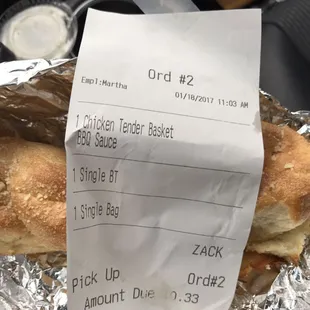 Ord #2
Empl:Martha
01/18/2017 11:03 AM
1 Chicken Tender Basket
BBQ Sauce
1 Single BT
1 Single Bag
ZACK
Pick Up Ord#2
Amount Due